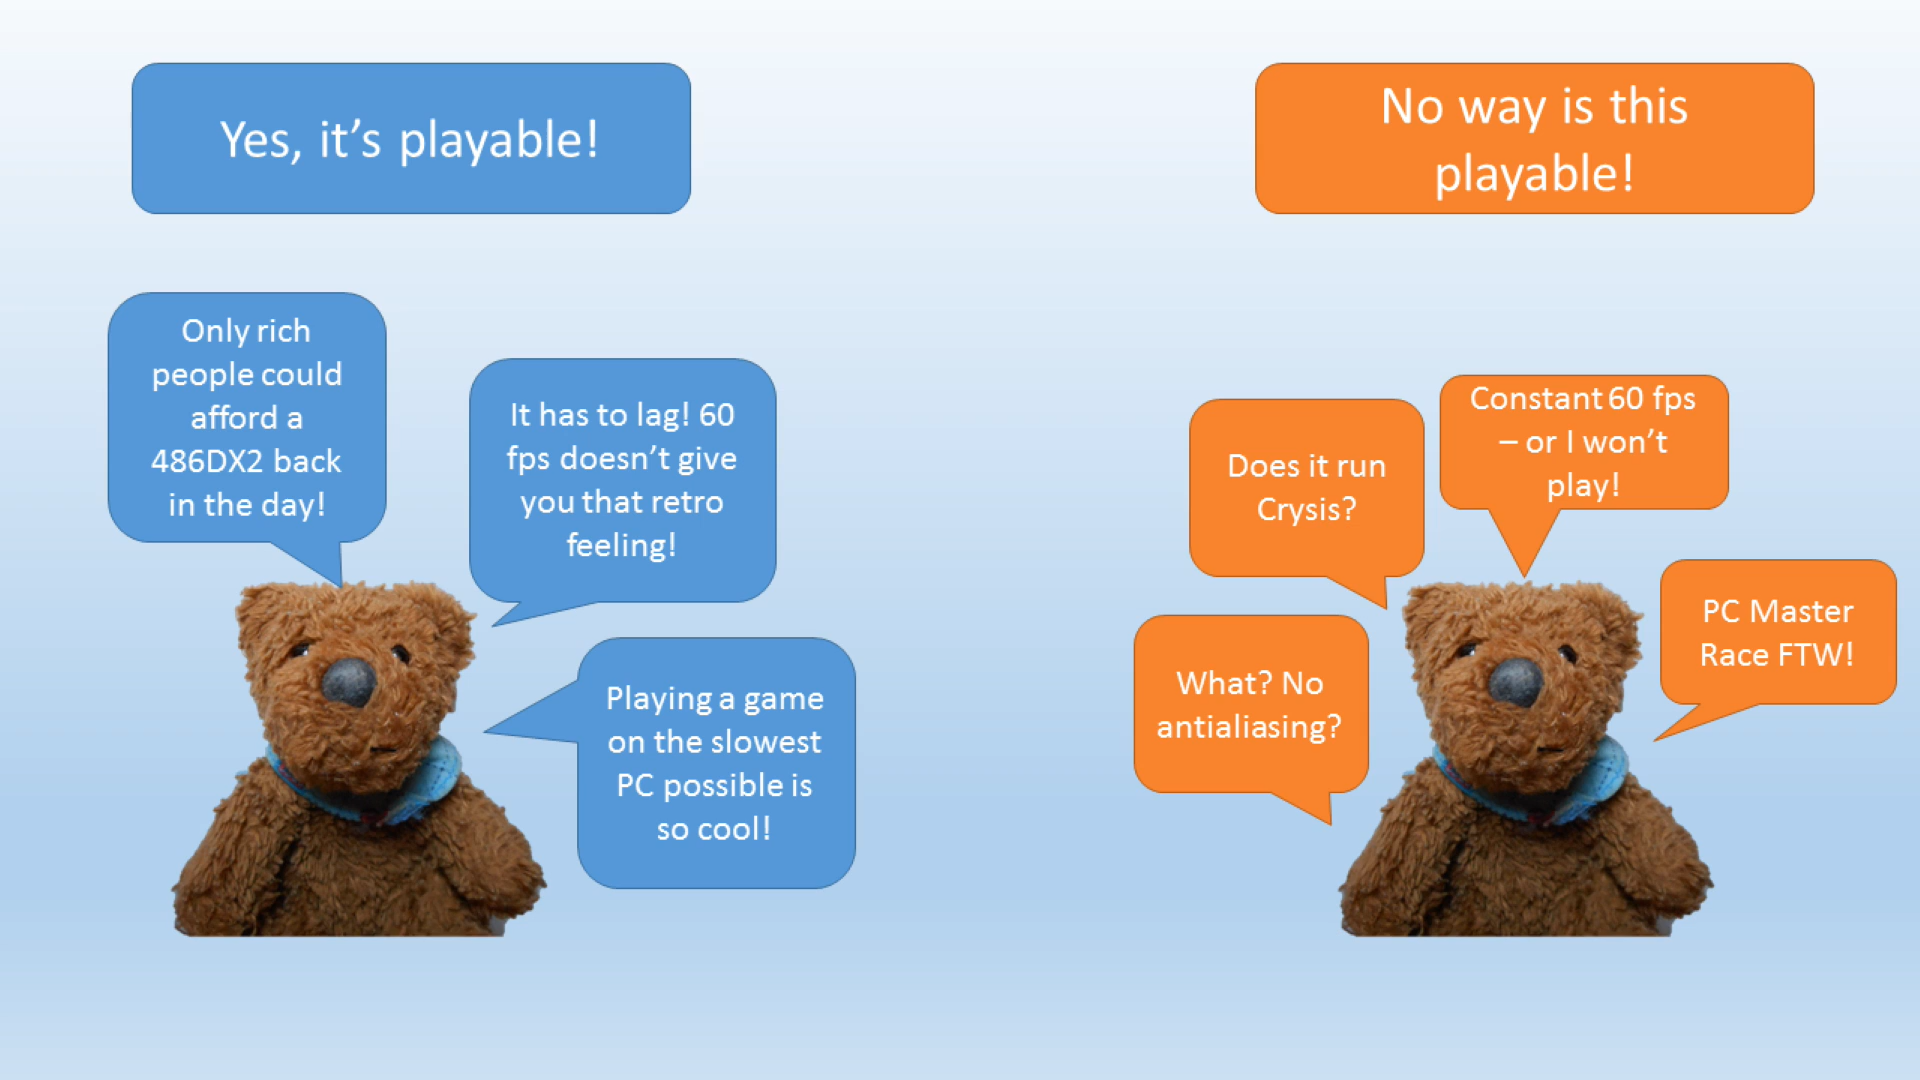 Yes, it's playable!
No way is this
playable!
Only rich
people could
afford a
486DX2 back
in the day!
It has to lag! 60
fps doesn't give
you that retro
feeling!
Playing a game
on the slowest
PC possible is
so cool!
Does it run
Crysis?
Constant 60 fps
– or I won't
play!
What? No
antialiasing?
PC Master
Race FTW!